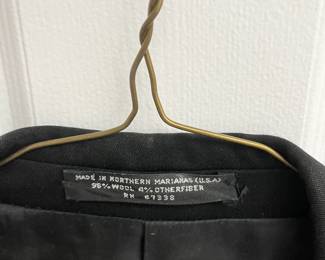 MADE IN NORTHERN MARIANAS (U.S.A)
96% WOOL 4% OTHERFIBER
RN 67338